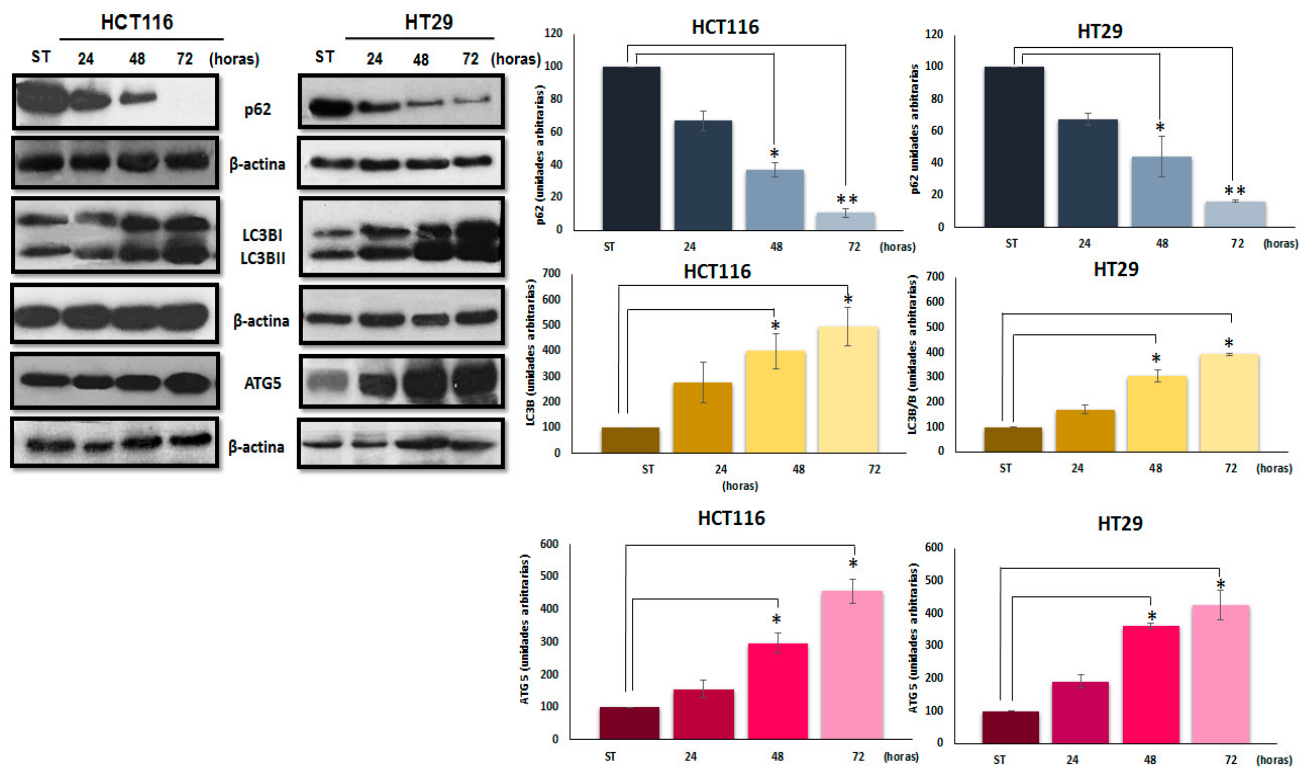 HCT116
ST 24 48 72 (horas)
p62
β-actina
LC3BI
LC3BII
β-actina
ATG5
β-actina
HT29
ST 24 48 72
HCT116
p62 (unidades arbitrarias)
120
100
80
60
40
20
0
*
**
ST 24 48 72 (horas)
HT29
p62 unidades arbitrarias)
120
100
80
60
40
20
0
*
**
ST 24 48 72 (horas)
HCT116
LC3B (unidades arbitrarias)
700
600
500
400
300
200
100
0
*
*
ST 24 48 72
(horas)
HT29
LC3B/B (unidades arbitrarias)
700
600
500
400
300
200
100
0
*
*
ST 24 48 72 (horas)
HCT116
ATG5 (unidades arbitrarias)
600
500
400
300
200
100
0
*
*
ST 24 48 72 (horas)
HT29
ATG5 (unidades arbitrarias)
600
500
400
300
200
100
0
*
*
ST 24 48 72 (horas)